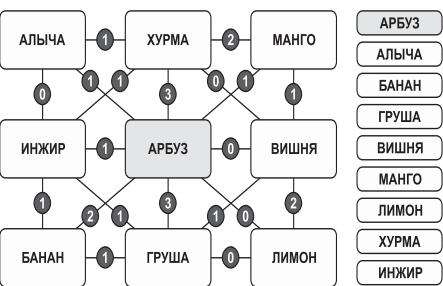 АЛЫЧА 1 ХУРМА 2 МАНГО
0 1 1 3 0 1 1
ИНЖИР 1 АРБУЗ 0 ВИШНЯ
1 2 1 3 1 0 2
БАНАН 1 ГРУША 0 ЛИМОН
АРБУЗ
АЛЫЧА
БАНАН
ГРУША
ВИШНЯ
МАНГО
ЛИМОН
ХУРМА
ИНЖИР